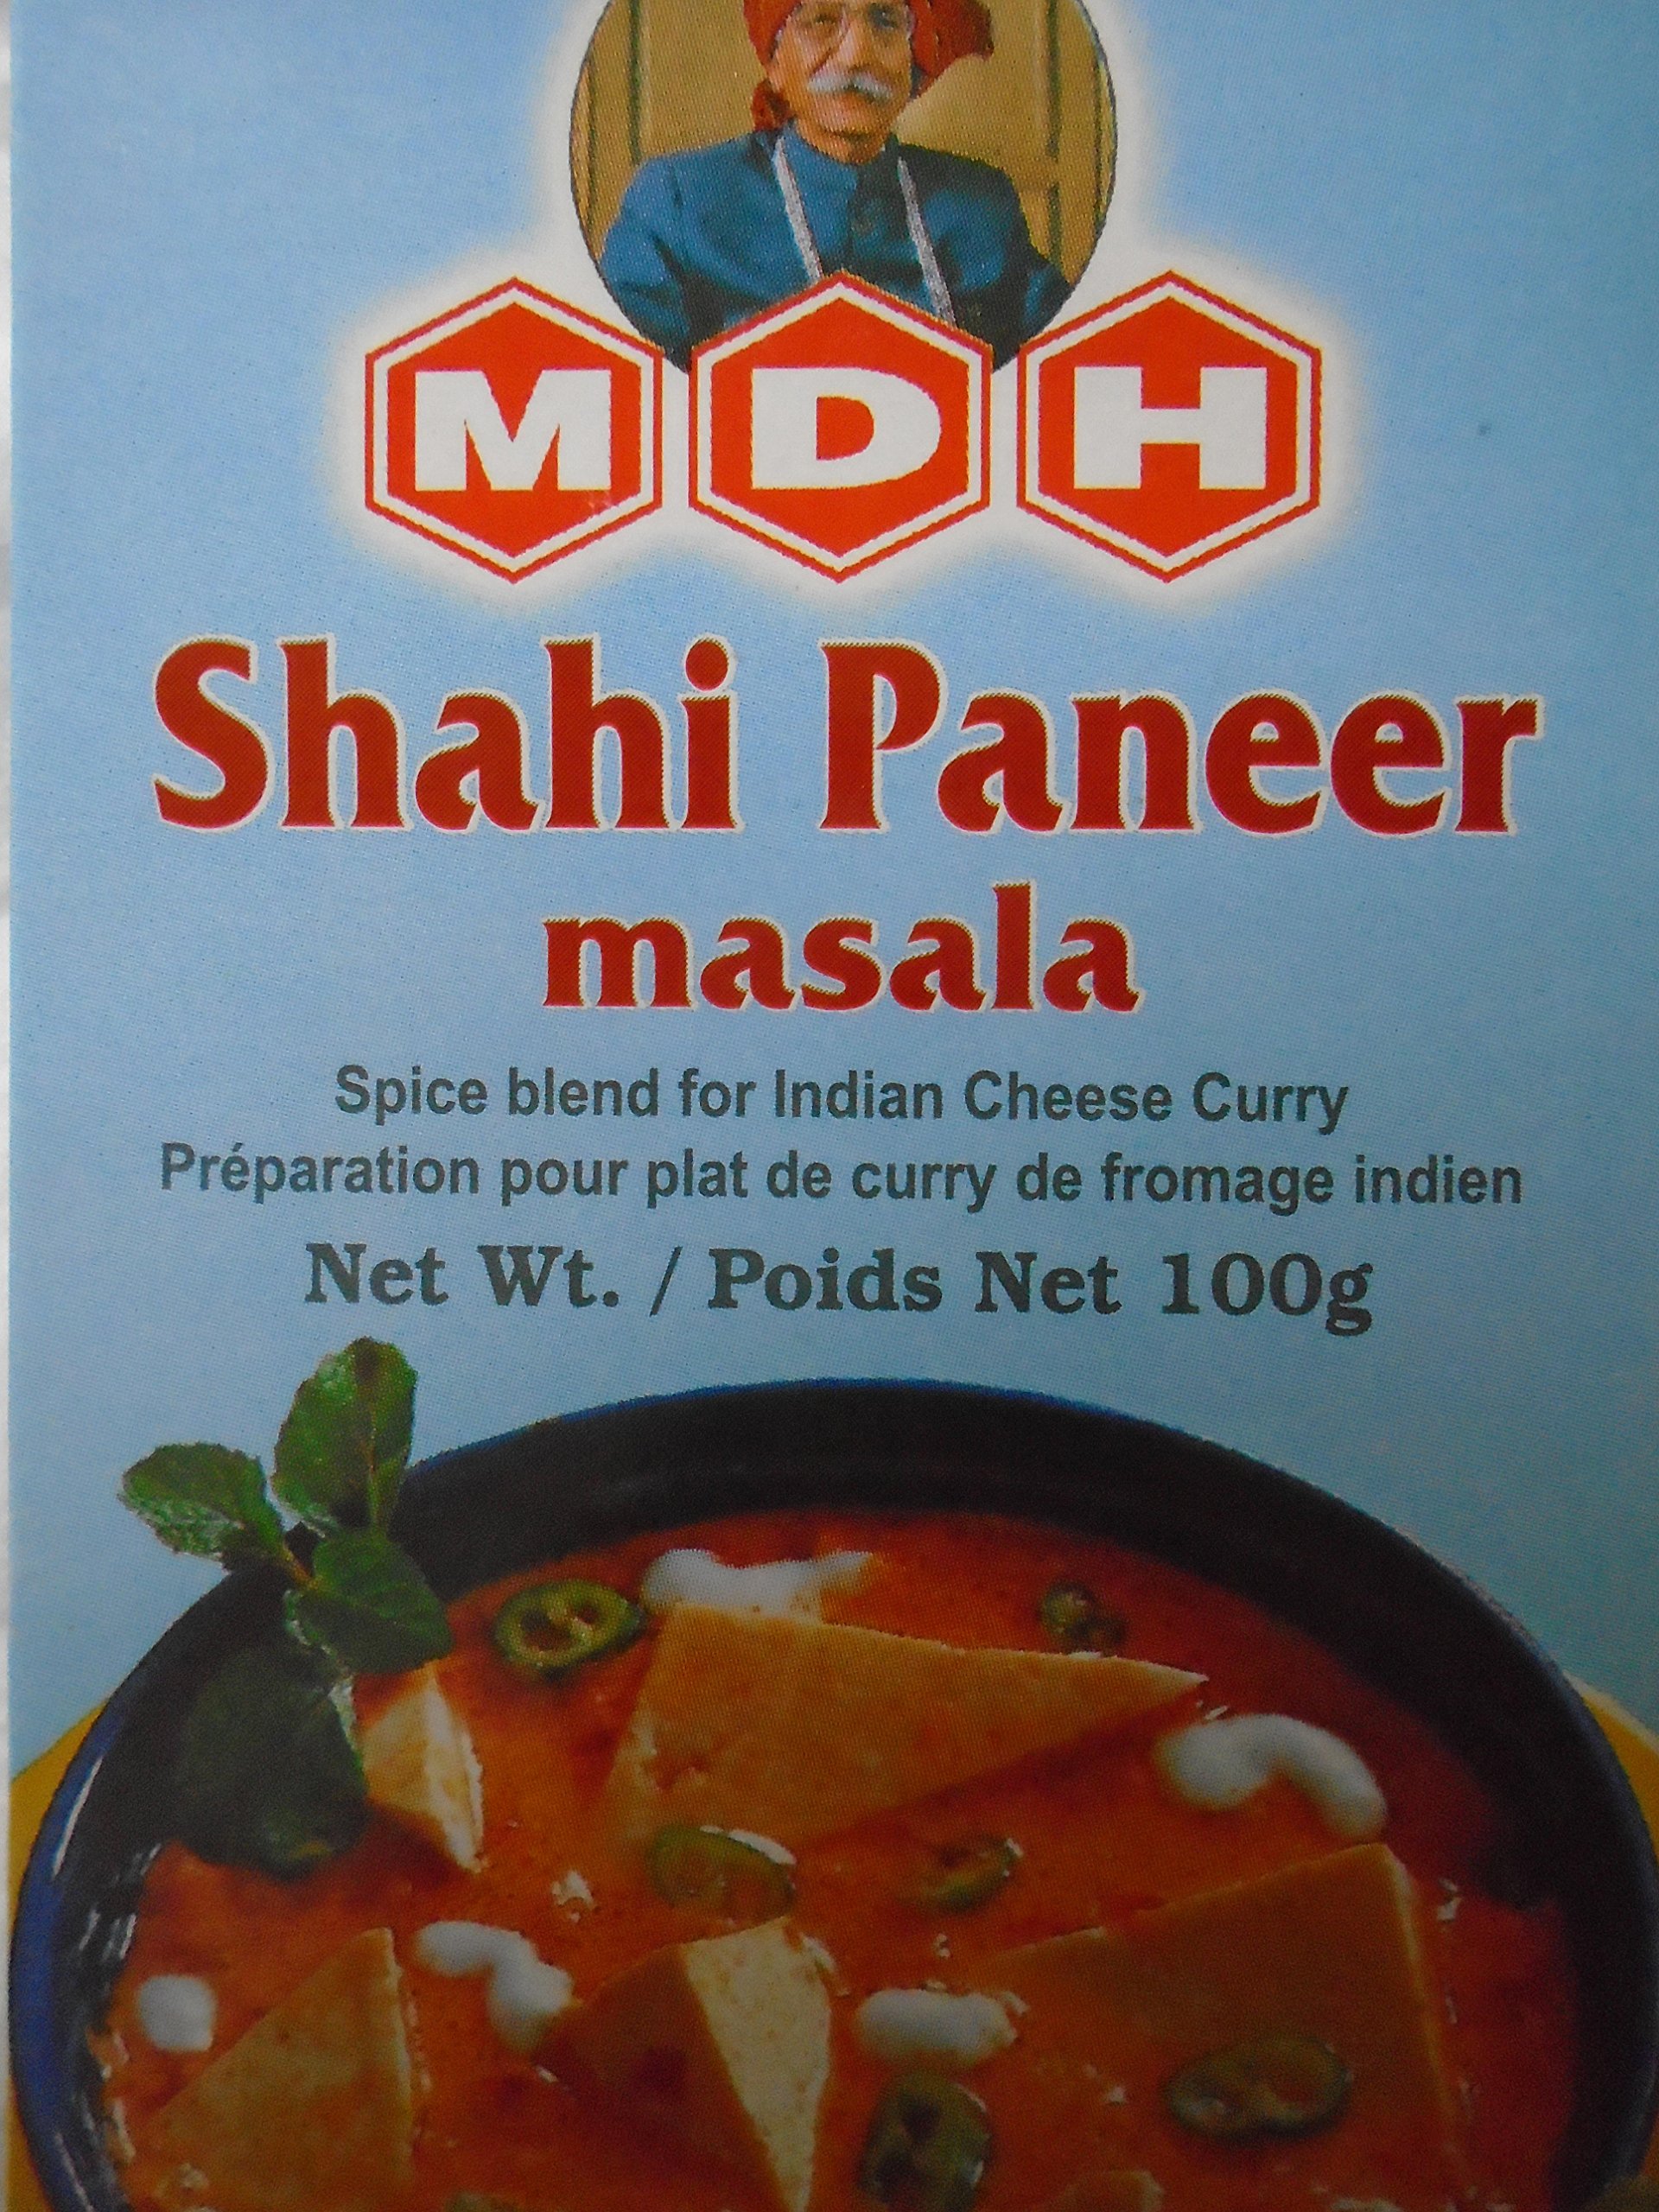 MDH
Shahi Paneer
masala
Spice blend for Indian Cheese Curry
Préparation pour plat de curry de fromage indien
Net Wt. / Poids Net 100g